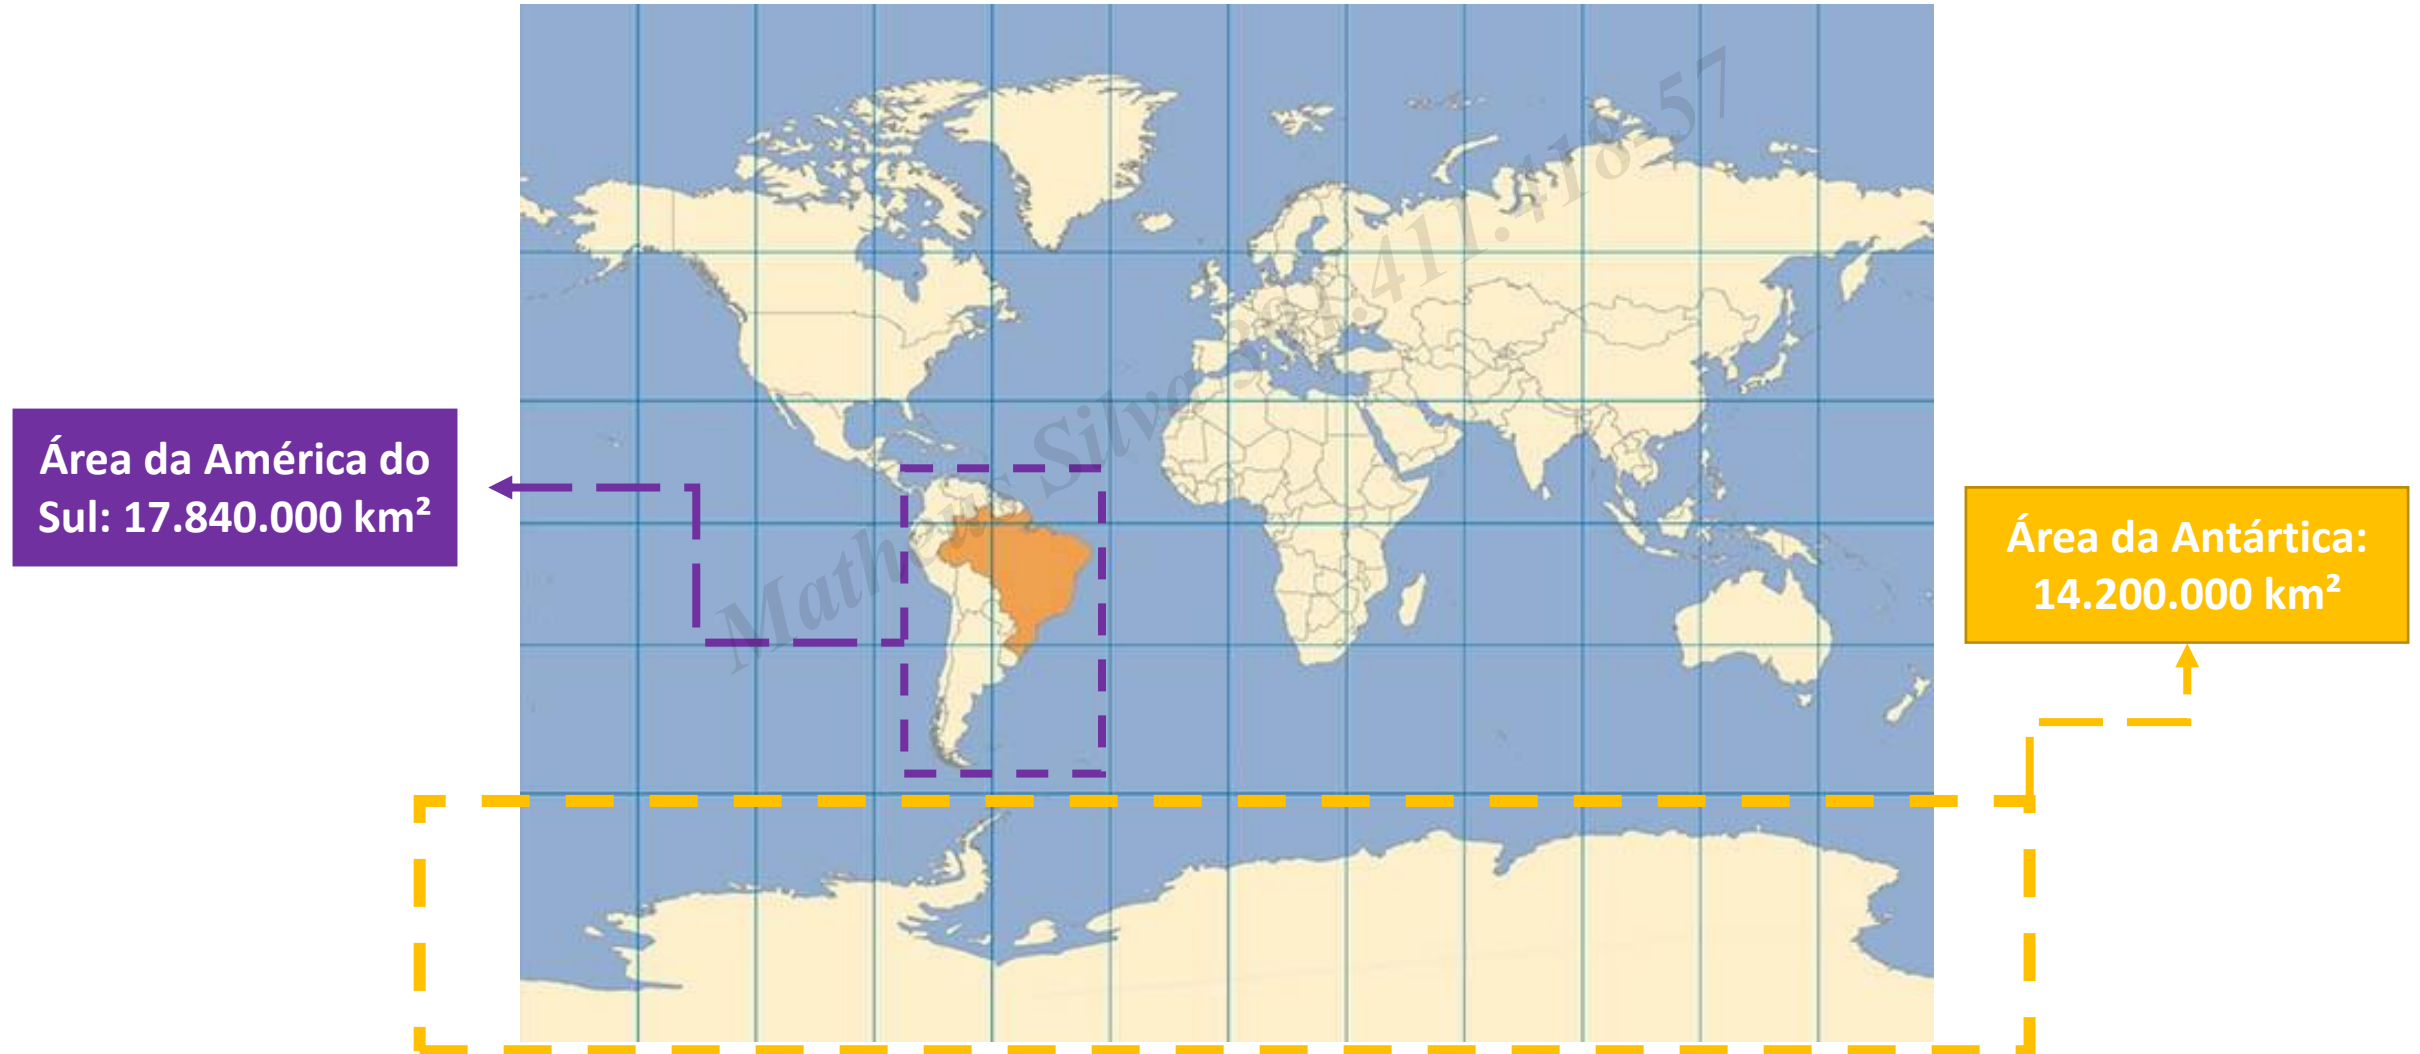 Área da América do
Sul: 17.840.000 km²
Área da Antártica:
14.200.000 km²